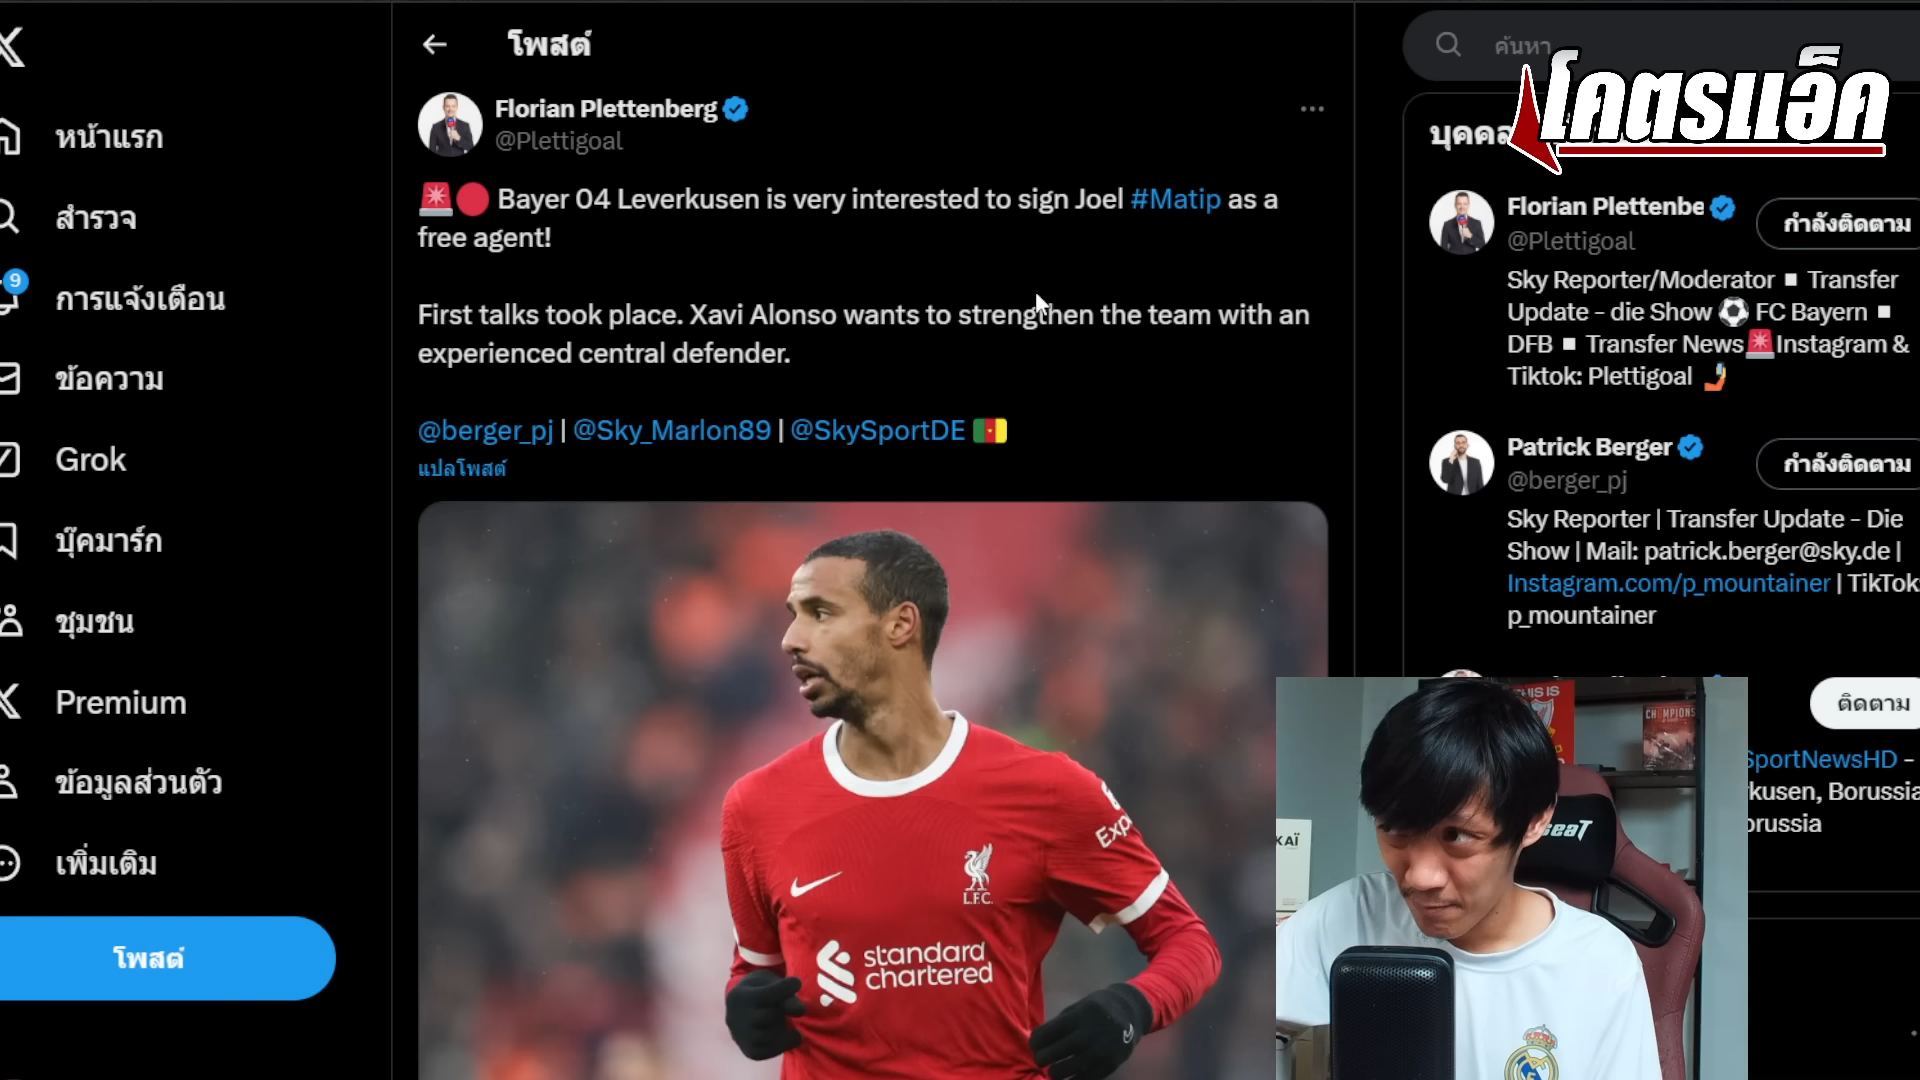 หน้าแรก
สำรวจ
9
การแจ้งเตือน
ข้อความ
Grok
บุ๊คมาร์ก
ชุมชน
Premium
ข้อมูลส่วนตัว
เพิ่มเติม
โพสต์
โพสต์
Florian Plettenberg
@Plettigoal
Bayer 04 Leverkusen is very interested to sign Joel #Matip as a
free agent!
First talks took place. Xavi Alonso wants to strengthen the team with an
experienced central defender.
@berger_pj | @Sky_Marlon89 | @SkySportDE
แปลโพสต์
L.F.C.
standard
chartered
ค้นหา
โคตรแอ็ค
Florian Plettenbe
@Plettigoal
กำลังติดตาม
Sky Reporter/Moderator ▪ Transfer
Update - die Show ⚽ FC Bayern ▪
DFB ▪ Transfer News🚨Instagram &
Tiktok: Plettigoal 🤳
Patrick Berger
@berger_pj
กำลังติดตาม
Sky Reporter | Transfer Update - Die
Show | Mail: patrick.berger@sky.de |
Instagram.com/p_mountainer | TikTok:
p_mountainer
ติดตาม
SportNewsHD -
Borussia
THIS IS
CHAMPIONS